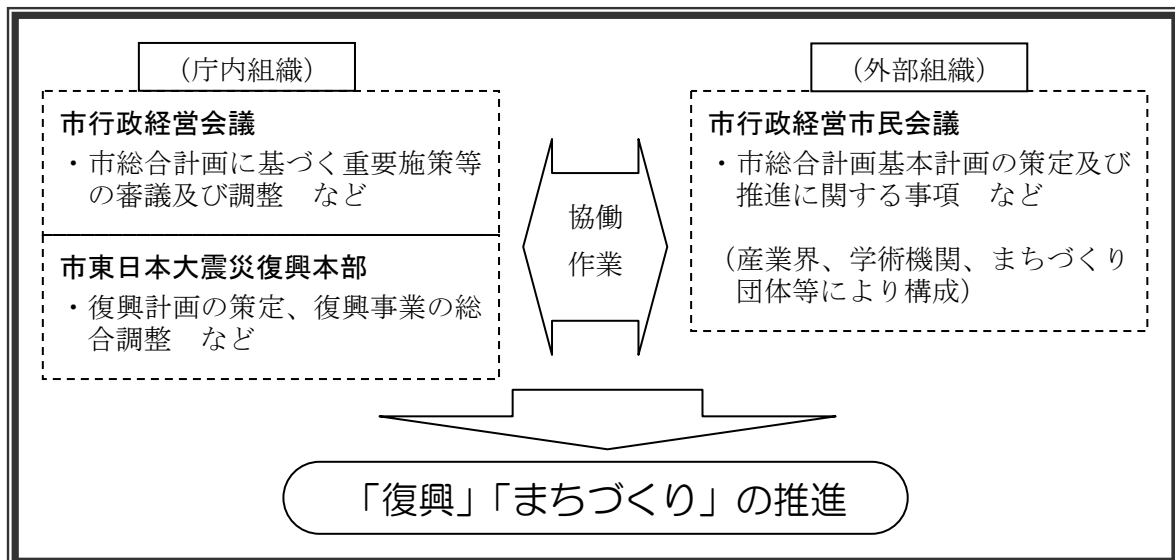 (庁内組織)
市行政経営会議
・市総合計画に基づく重要施策等
の審議及び調整　など
市東日本大震災復興本部
・復興計画の策定、復興事業の総
合調整　など
協働
作業
(外部組織)
市行政経営市民会議
・市総合計画基本計画の策定及び
推進に関する事項　など
(産業界、学術機関、まちづくり
団体等により構成)
「復興」「まちづくり」の推進